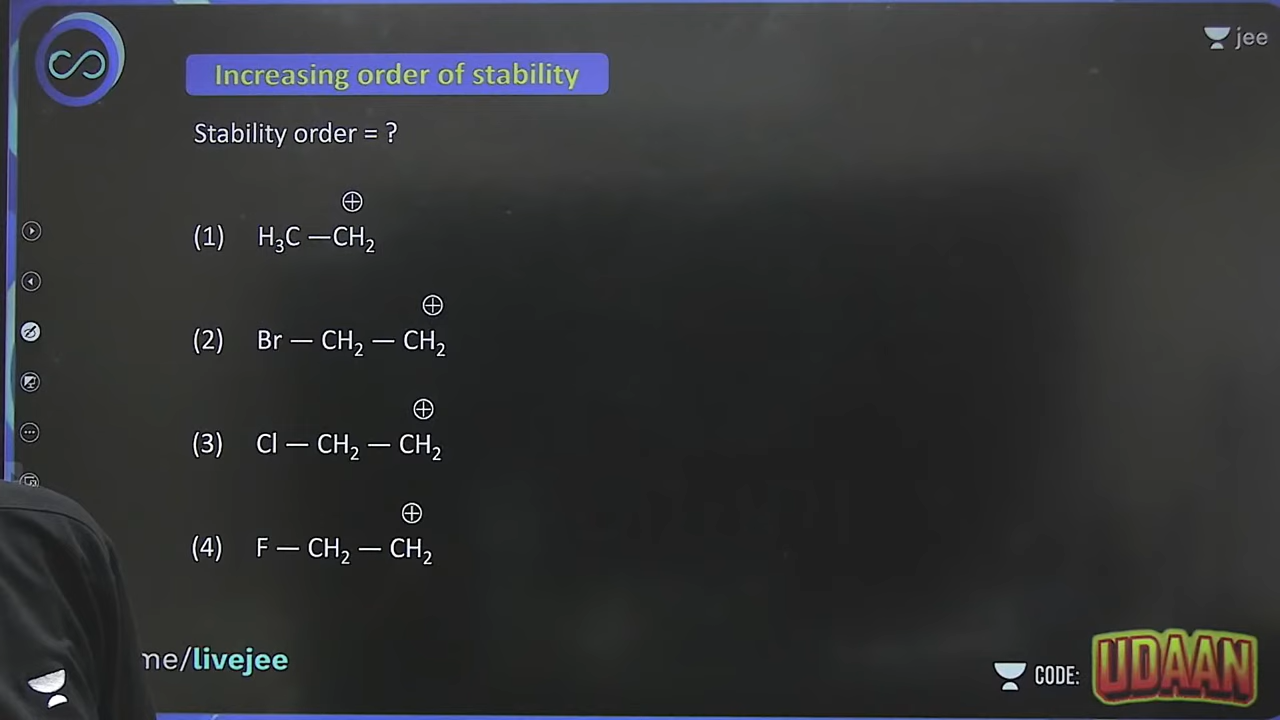 jee
Increasing order of stability
Stability order = ?
⊕
(1) H₃C —CH₂
⊕
(2) Br — CH₂ — CH₂
⊕
(3) Cl — CH₂ — CH₂
⊕
(4) F — CH₂ — CH₂
me/livejee
CODE: UDAAN